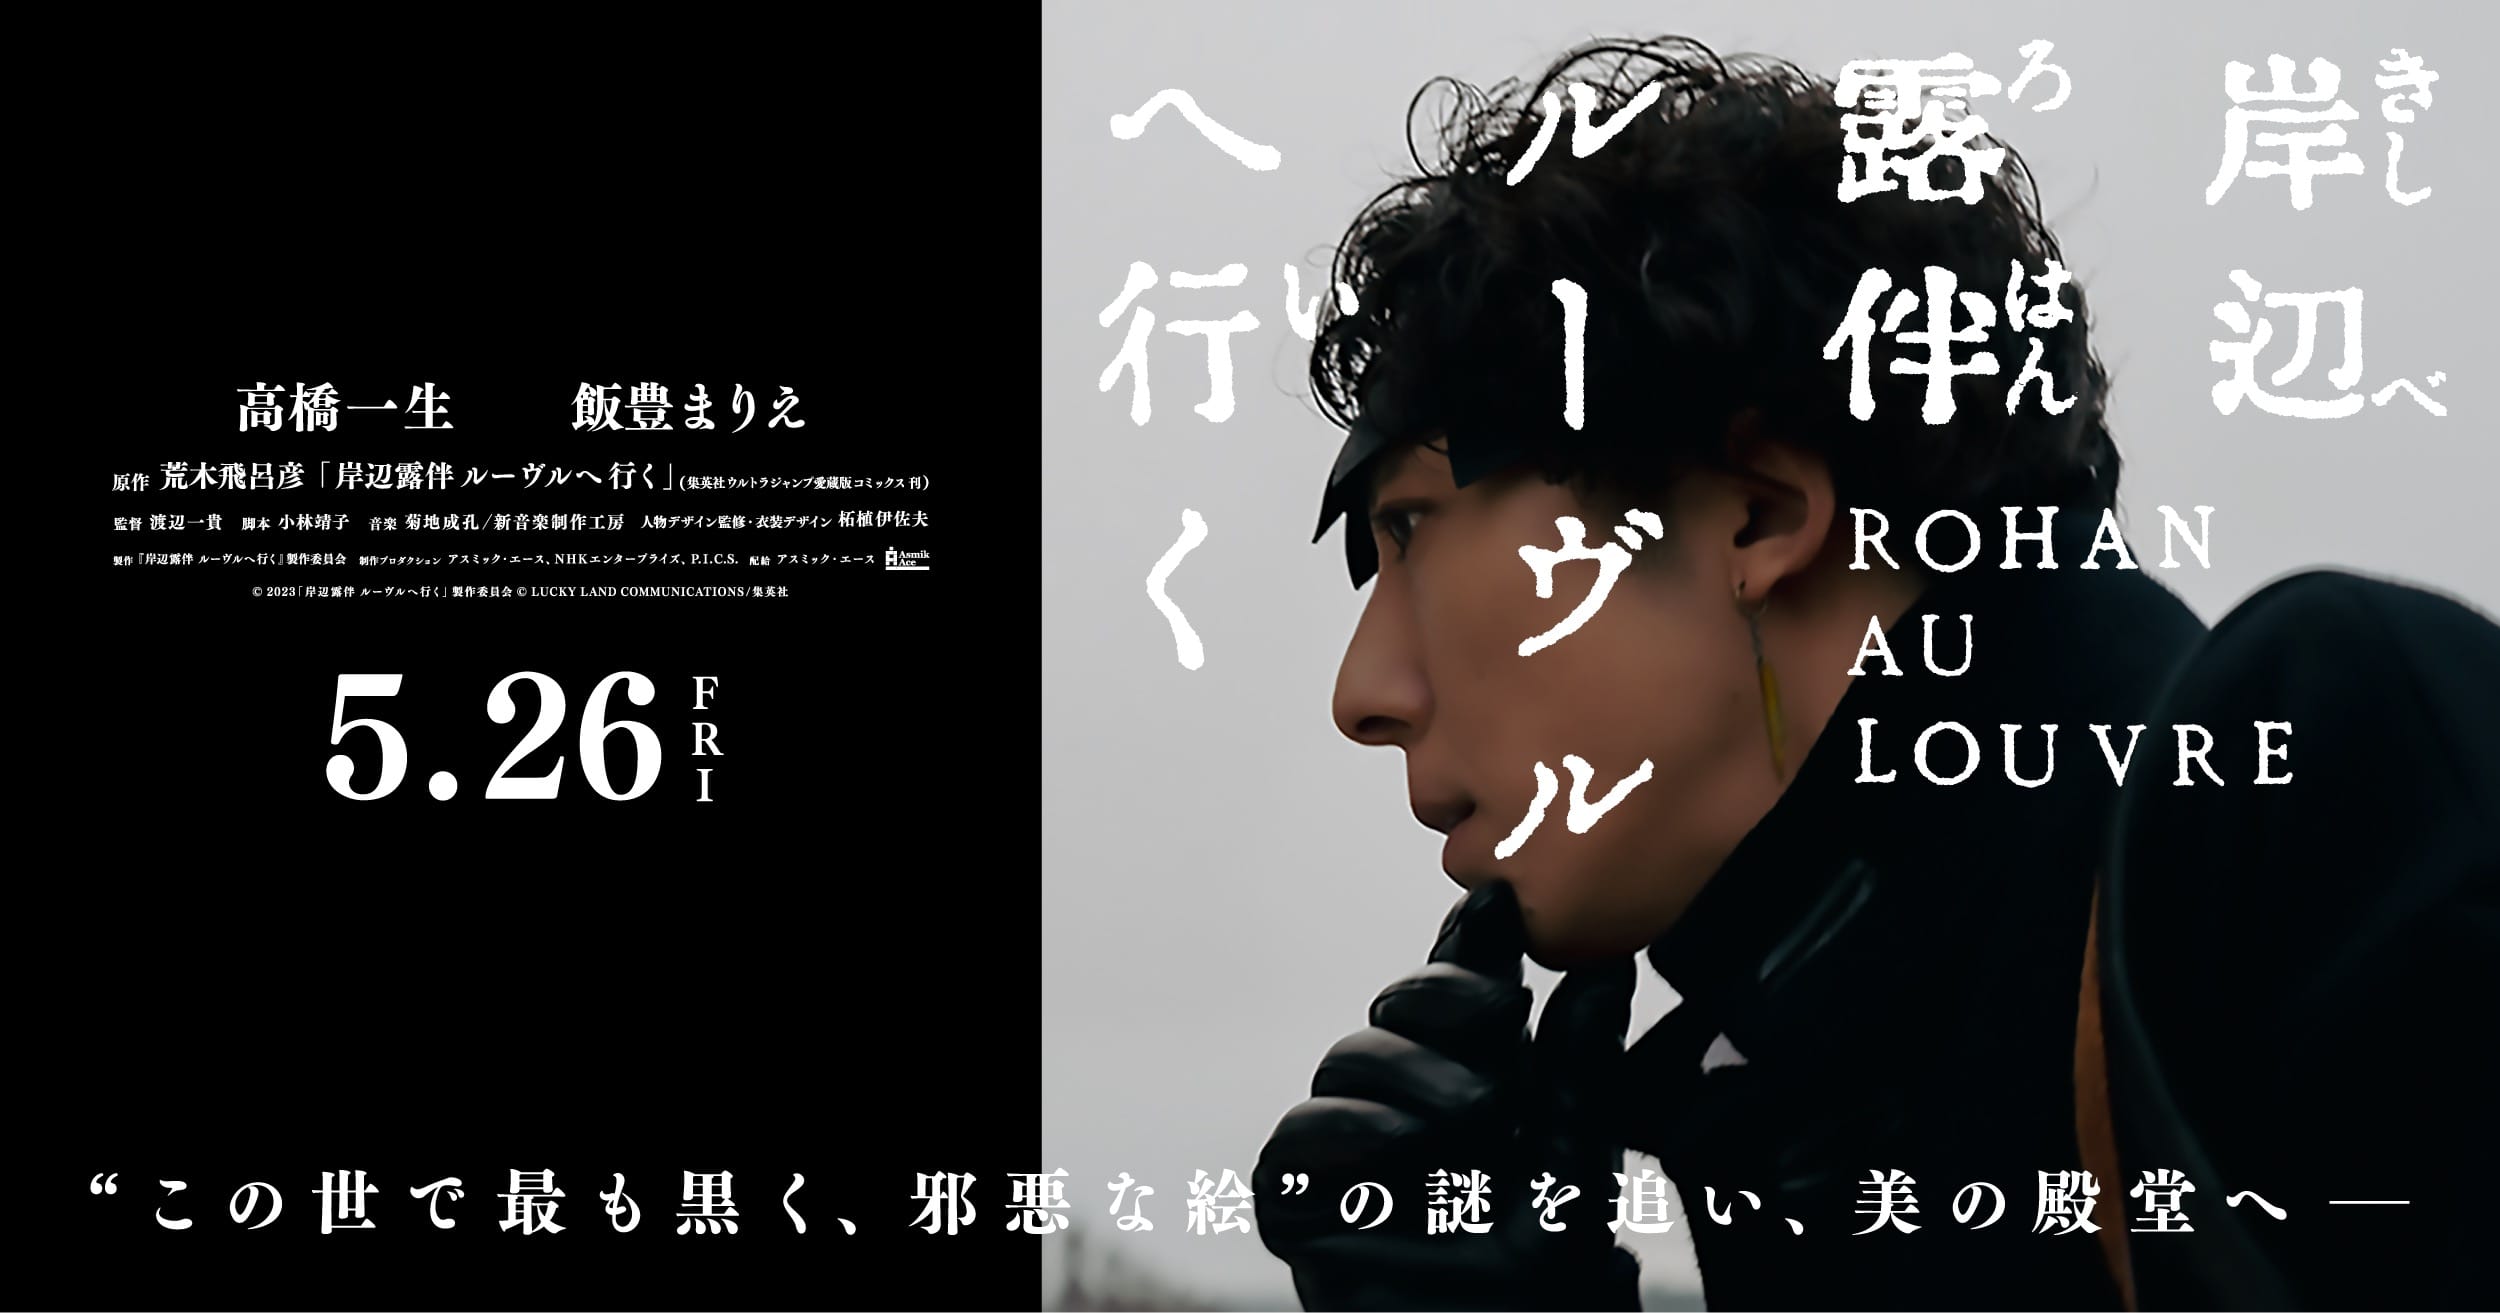 岸辺
きしべ
露伴
ろはん
ルーヴル
へ行く
い
ROHAN
AU
LOUVRE
高橋一生 飯豊まりえ
原作 荒木飛呂彦「岸辺露伴 ルーヴルへ行く」(集英社ウルトラジャンプ愛蔵版コミックス 刊)
監督 渡辺一貴 脚本 小林靖子 音楽 菊地成孔/新音楽制作工房 人物デザイン監修・衣装デザイン 柘植伊佐夫
製作『岸辺露伴 ルーヴルへ行く』製作委員会 制作プロダクション アスミック・エース、NHKエンタープライズ、P.I.C.S. 配給 アスミック・エース Asmik Ace
© 2023「岸辺露伴 ルーヴルへ行く」製作委員会 © LUCKY LAND COMMUNICATIONS/集英社
5.26 FRI
“この世で最も黒く、邪悪な絵”の謎を追い、美の殿堂へ──